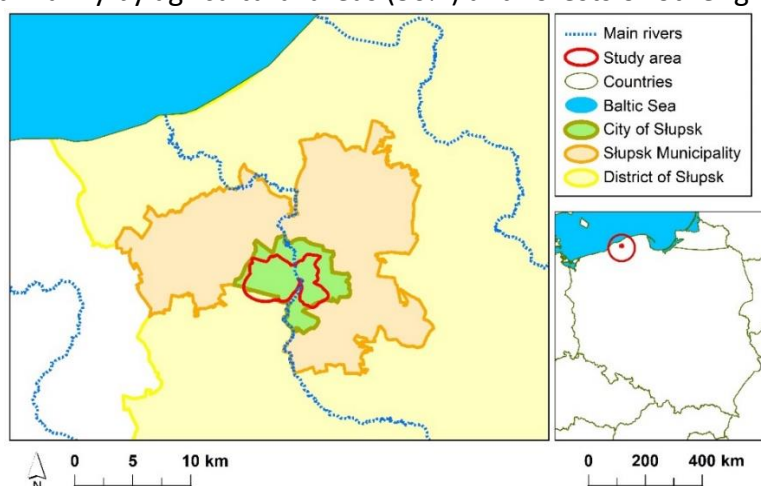 Main rivers
Study area
Countries
Baltic Sea
City of Słupsk
Słupsk Municipality
District of Słupsk
N
0 5 10 km
0 200 400 km